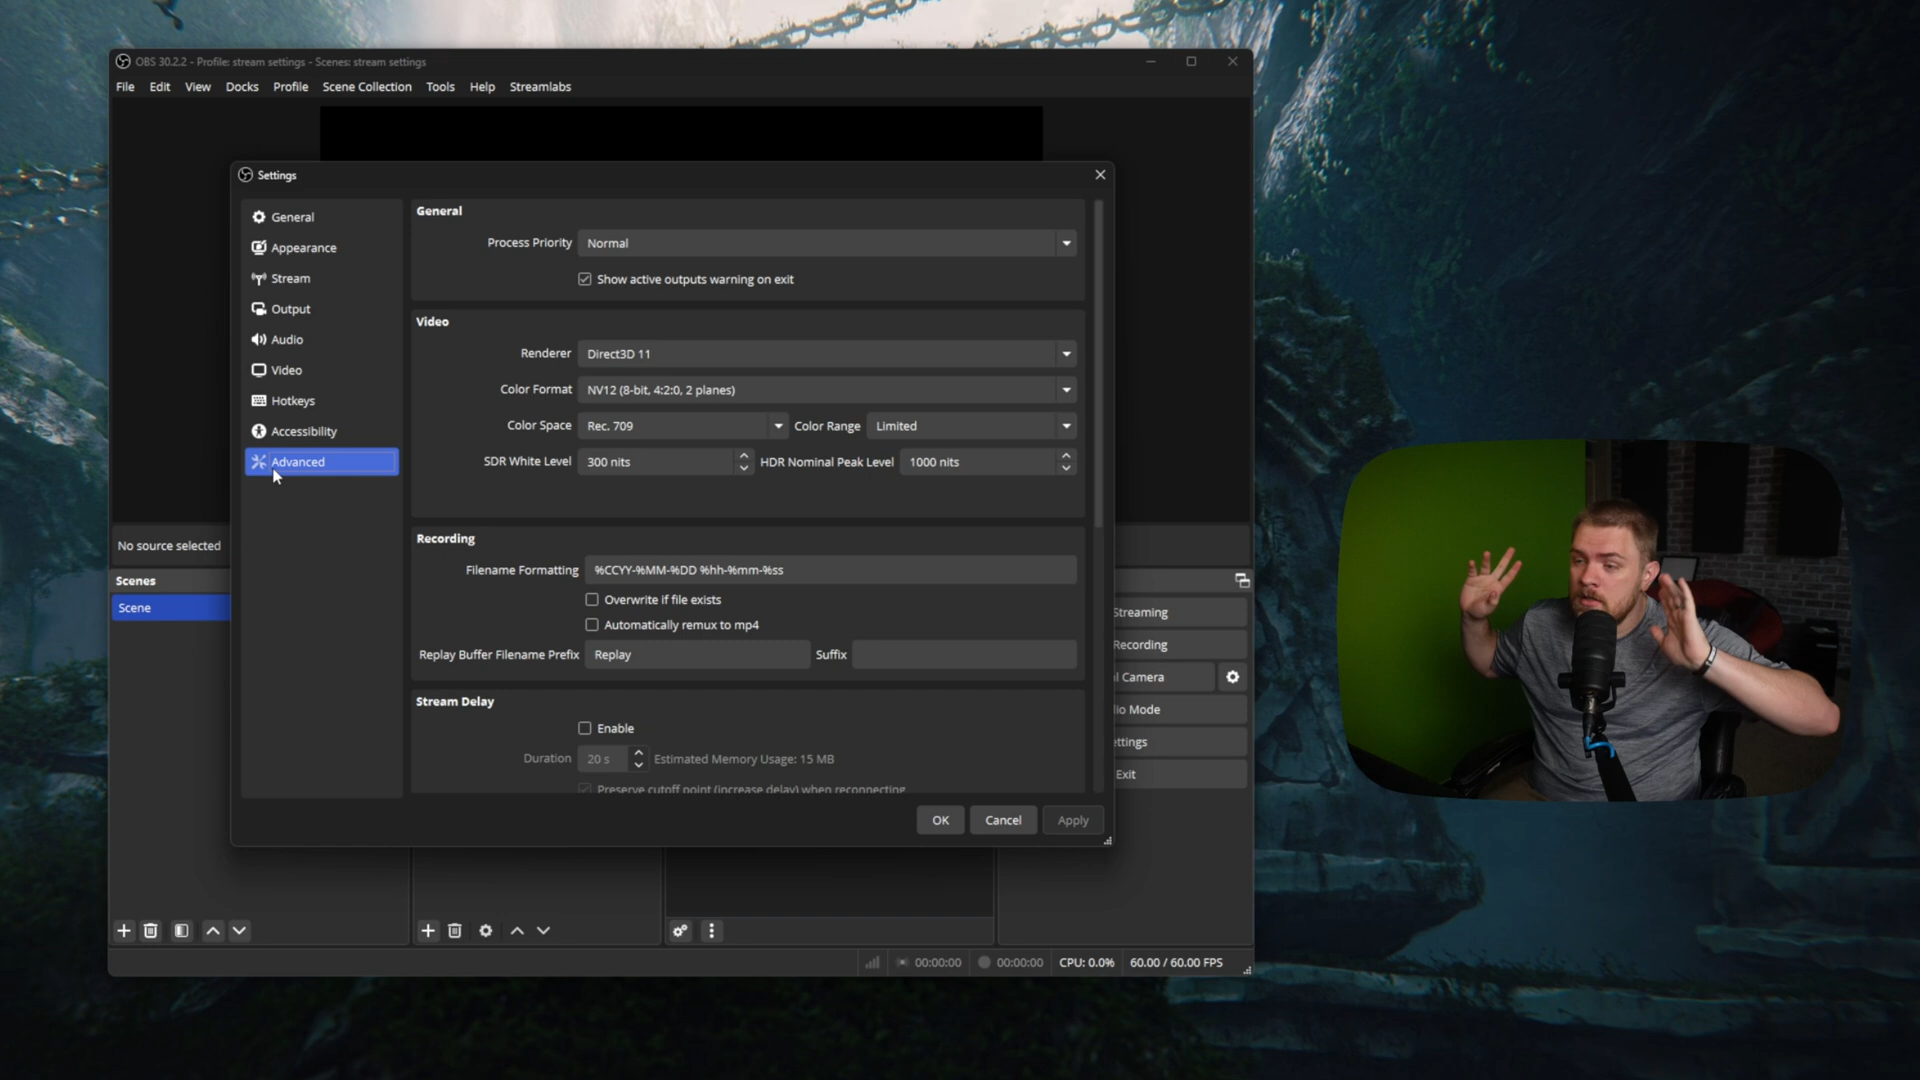 OBS 30.2.2 - Profile: stream settings - Scenes: stream settings
File Edit View Docks Profile Scene Collection Tools Help Streamlabs
Settings
General
Appearance
Stream
Output
Audio
Video
Hotkeys
Accessibility
Advanced
General
Process Priority Normal
Show active outputs warning on exit
Video
Renderer Direct3D 11
Color Format NV12 (8-bit, 4:2:0, 2 planes)
Color Space Rec. 709 Color Range Limited
SDR White Level 300 nits HDR Nominal Peak Level 1000 nits
Recording
Filename Formatting %CCYY-%MM-%DD %hh-%mm-%ss
Overwrite if file exists
Automatically remux to mp4
Replay Buffer Filename Prefix Replay Suffix
Stream Delay
Enable
Duration 20 s Estimated Memory Usage: 15 MB
Preserve cutoff point (increase delay) when reconnecting
OK Cancel Apply
No source selected
Scenes
Scene
Streaming
Recording
l Camera
io Mode
ettings
Exit
00:00:00 00:00:00 CPU: 0.0% 60.00 / 60.00 FPS